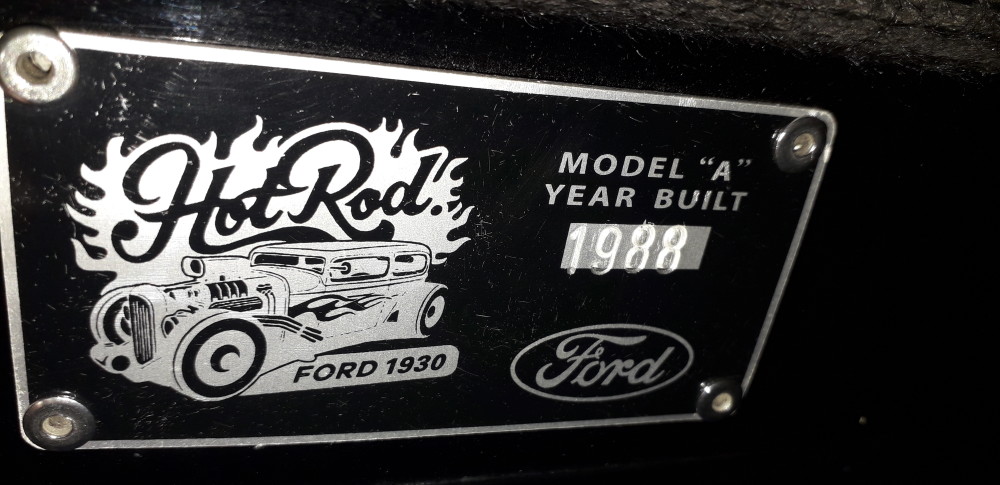 Hot Rod.
FORD 1930
MODEL “A”
YEAR BUILT
1988
Ford